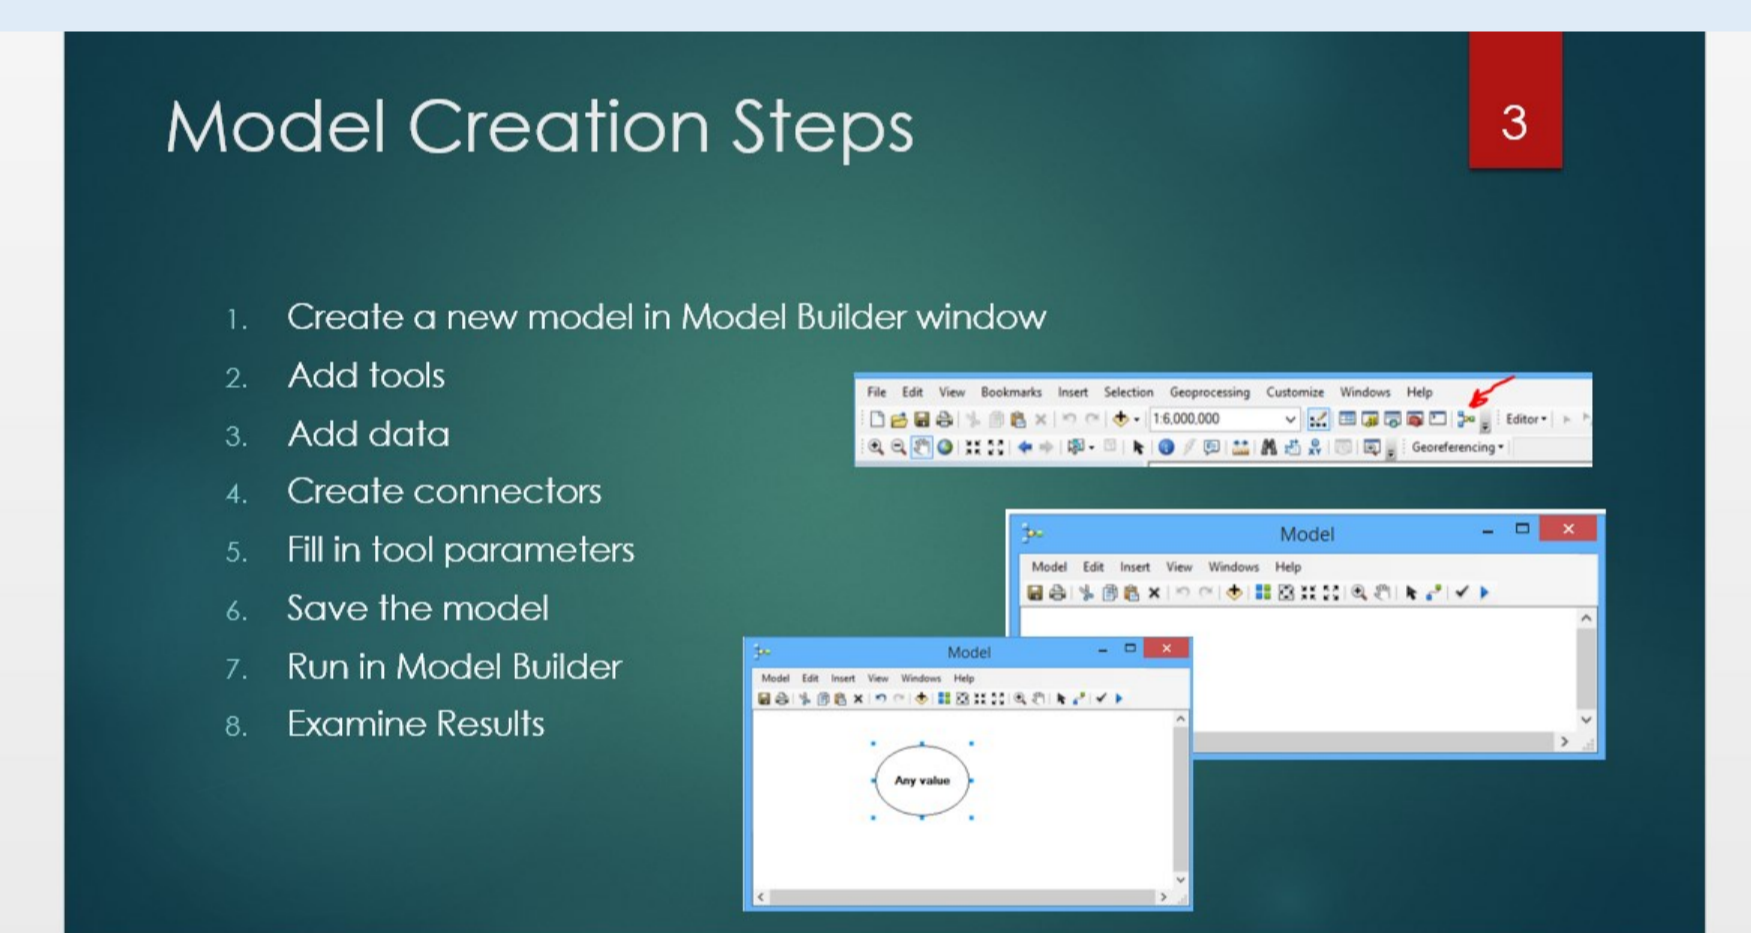 Model Creation Steps
3
1. Create a new model in Model Builder window
2. Add tools
3. Add data
4. Create connectors
5. Fill in tool parameters
6. Save the model
7. Run in Model Builder
8. Examine Results
File Edit View Bookmarks Insert Selection Geoprocessing Customize Windows Help
1:6,000,000 Editor
Georeferencing
Model
Model Edit Insert View Windows Help
Model
Model Edit Insert View Windows Help
Any value